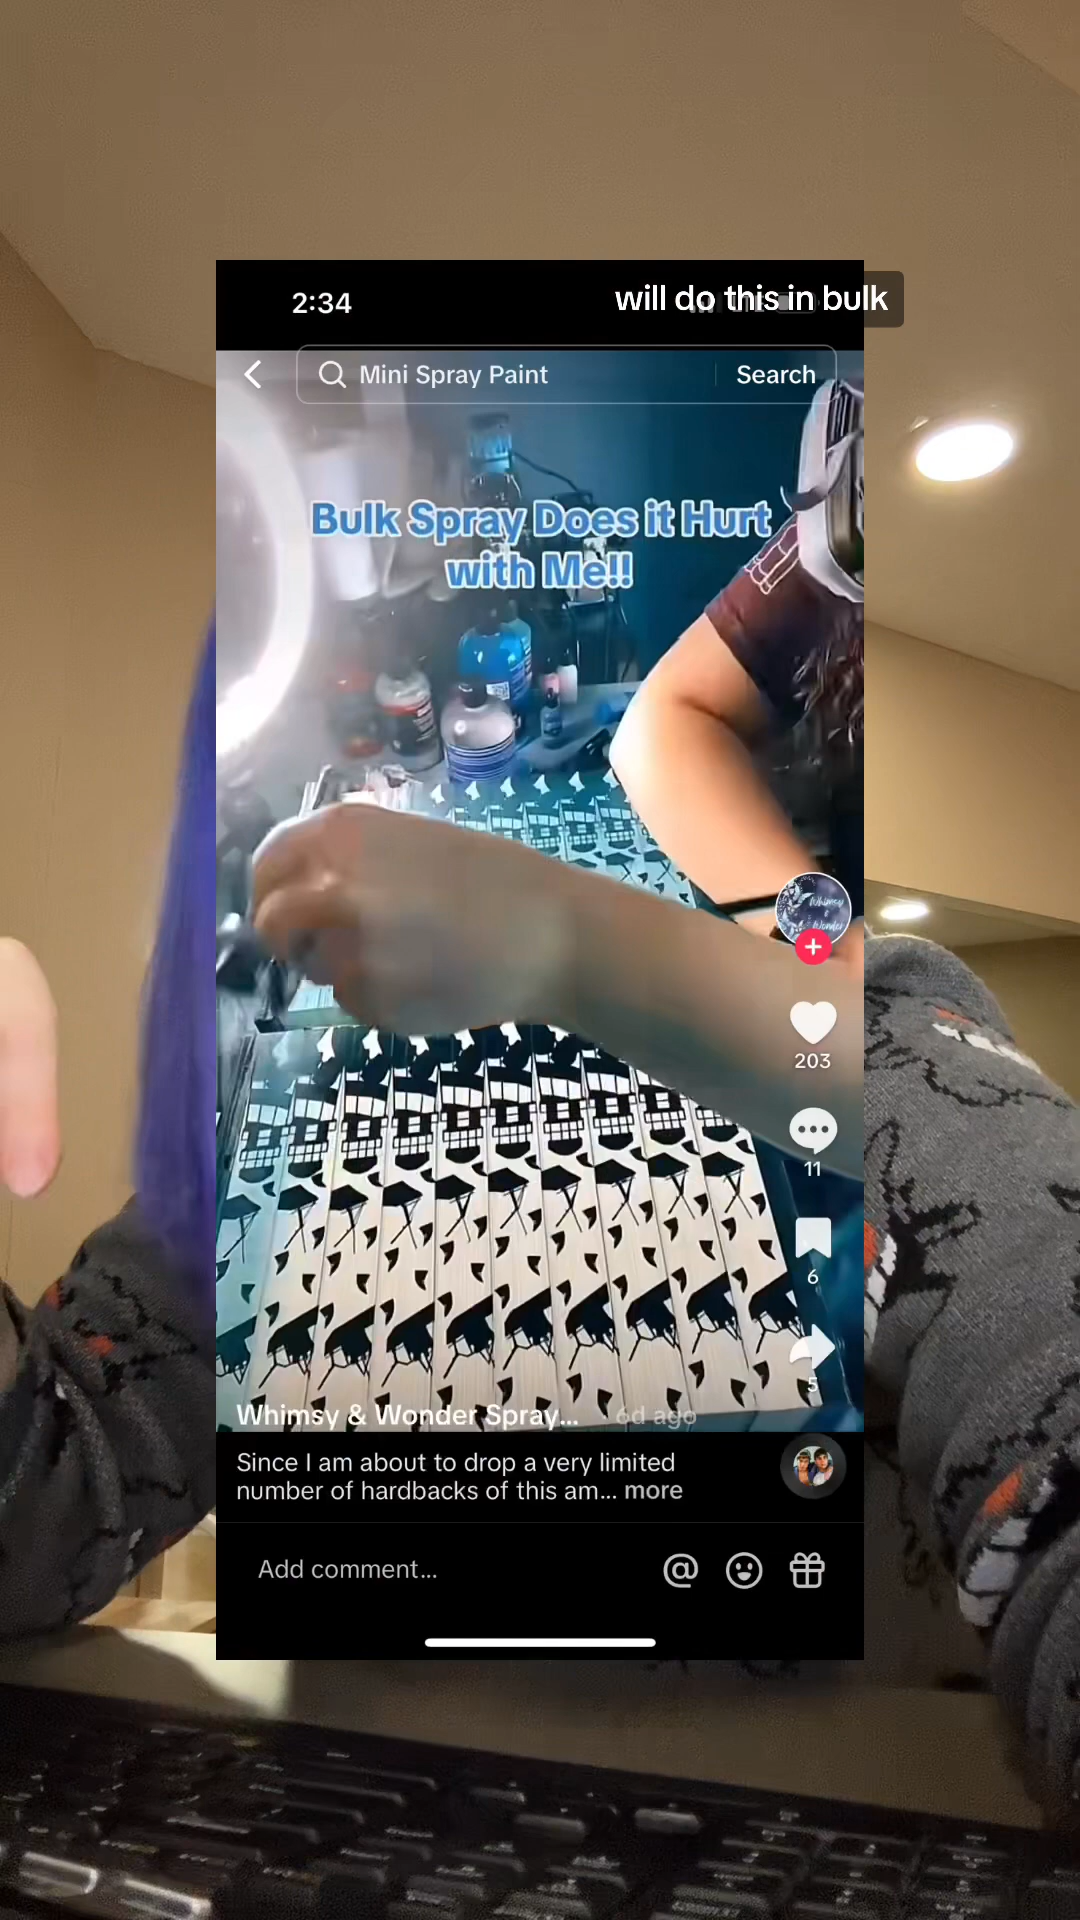 2:34
will do this in bulk
Mini Spray Paint
Search
Bulk Spray Does it Hurt
with Me!!
Whimsy
&
Wonder
203
11
6
5
Whimsy & Wonder Spray... 6d ago
Since I am about to drop a very limited
number of hardbacks of this am... more
Add comment...